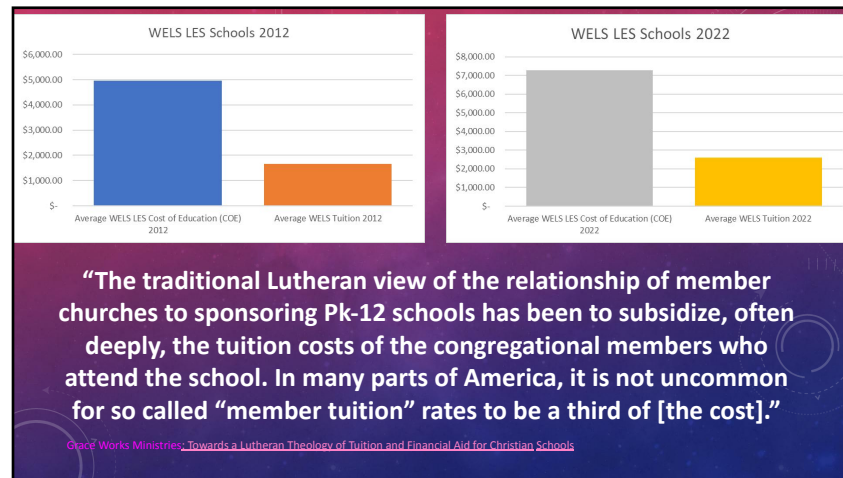 WELS LES Schools 2012
$6,000.00
$5,000.00
$4,000.00
$3,000.00
$2,000.00
$1,000.00
$-
Average WELS LES Cost of Education (COE)
2012
Average WELS Tuition 2012
WELS LES Schools 2022
$8,000.00
$7,000.00
$6,000.00
$5,000.00
$4,000.00
$3,000.00
$2,000.00
$1,000.00
$-
Average WELS LES Cost of Education (COE)
2022
Average WELS Tuition 2022
“The traditional Lutheran view of the relationship of member
churches to sponsoring Pk-12 schools has been to subsidize, often
deeply, the tuition costs of the congregational members who
attend the school. In many parts of America, it is not uncommon
for so called “member tuition” rates to be a third of [the cost].”
Grace Works Ministries: Towards a Lutheran Theology of Tuition and Financial Aid for Christian Schools